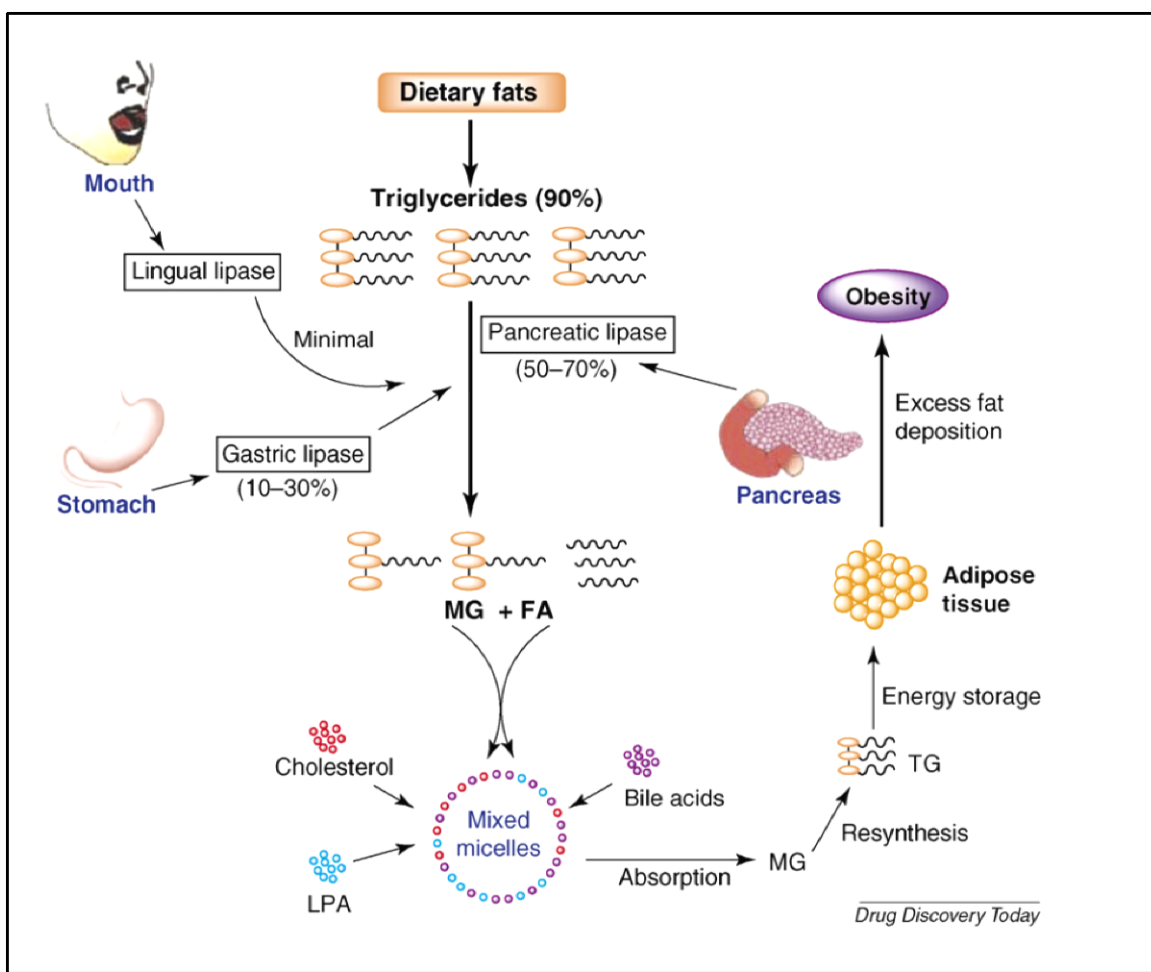 Dietary fats
Mouth
Triglycerides (90%)
Lingual lipase
Obesity
Minimal
Pancreatic lipase
(50–70%)
Excess fat
deposition
Gastric lipase
(10–30%)
Stomach
Pancreas
Adipose
tissue
MG + FA
Energy storage
Cholesterol
Bile acids
TG
Mixed
micelles
Resynthesis
MG
Absorption
LPA
Drug Discovery Today